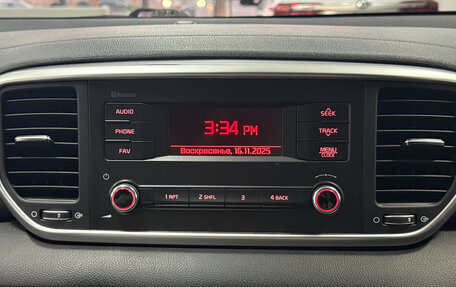 Bluetooth
AUDIO
SEEK
3:34 PM
PHONE
TRACK
FAV
Воскресенье, 16.11.2025
MENU
CLOCK
1 RPT
2 SHFL
3
4 BACK